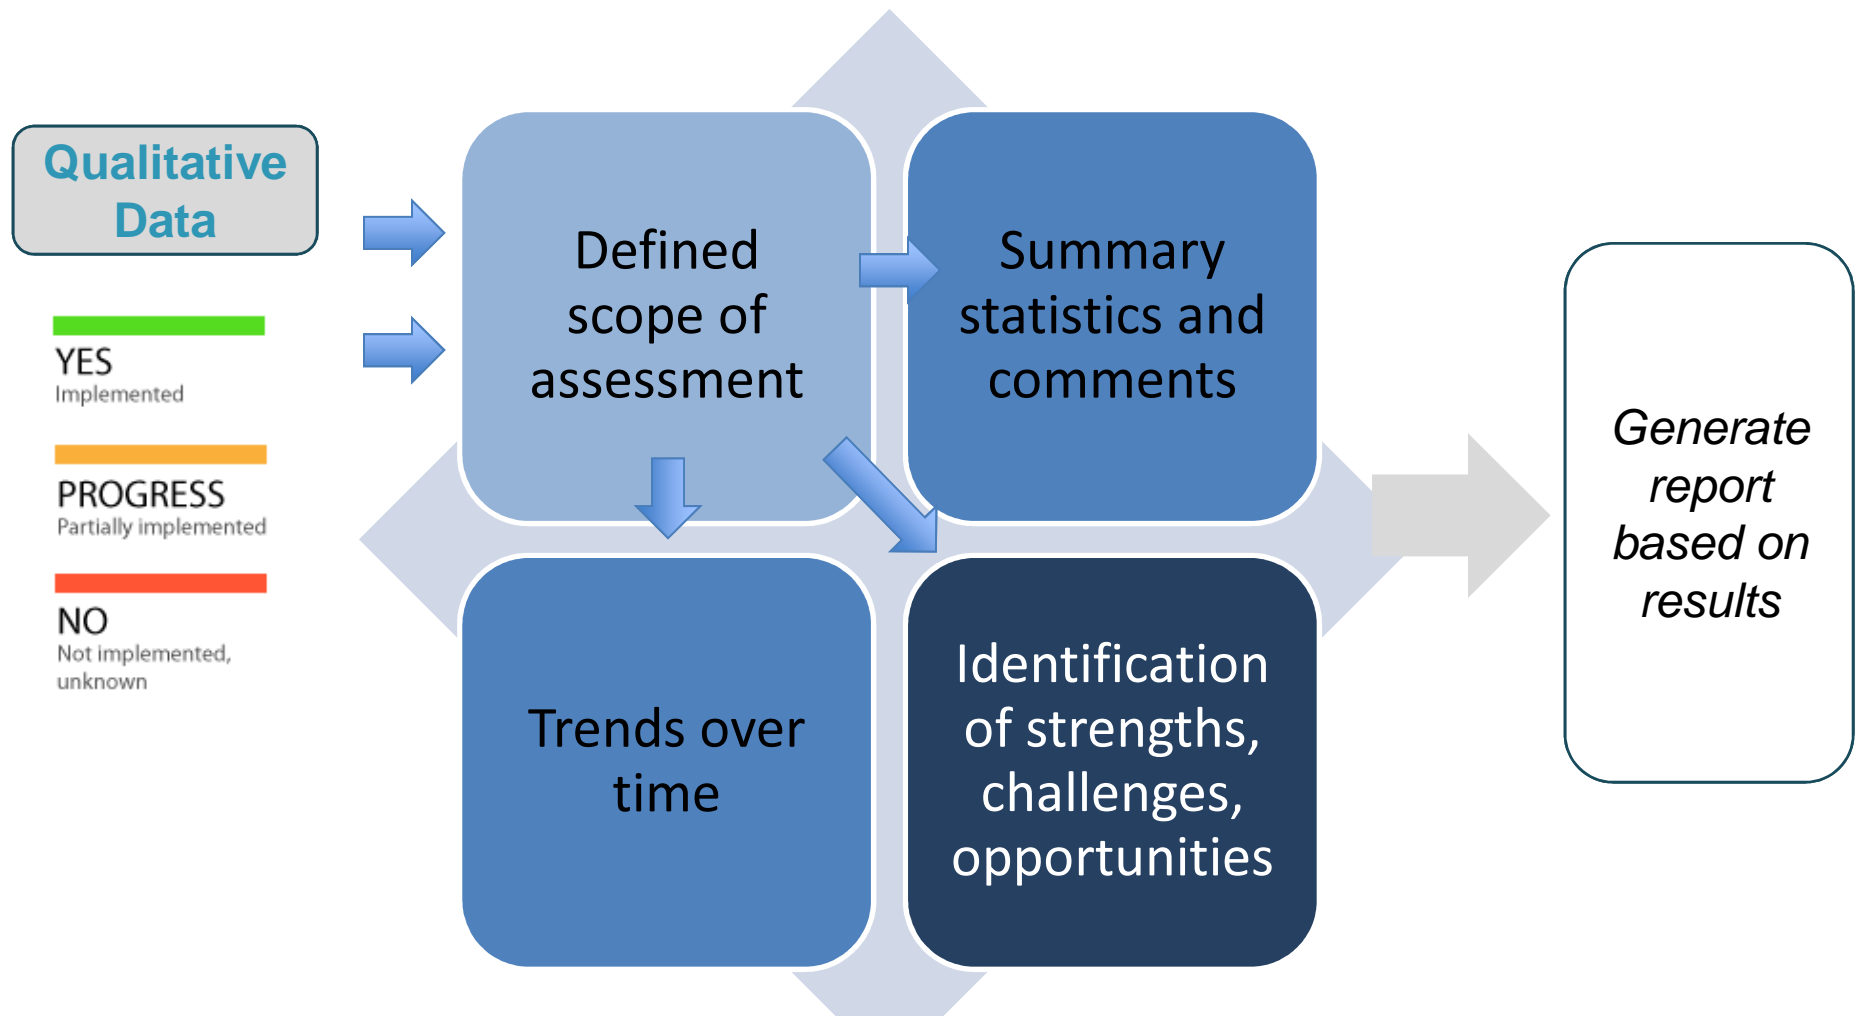 Qualitative
Data
YES
Implemented
PROGRESS
Partially implemented
NO
Not implemented,
unknown
Defined
scope of
assessment
Summary
statistics and
comments
Trends over
time
Identification
of strengths,
challenges,
opportunities
Generate
report
based on
results